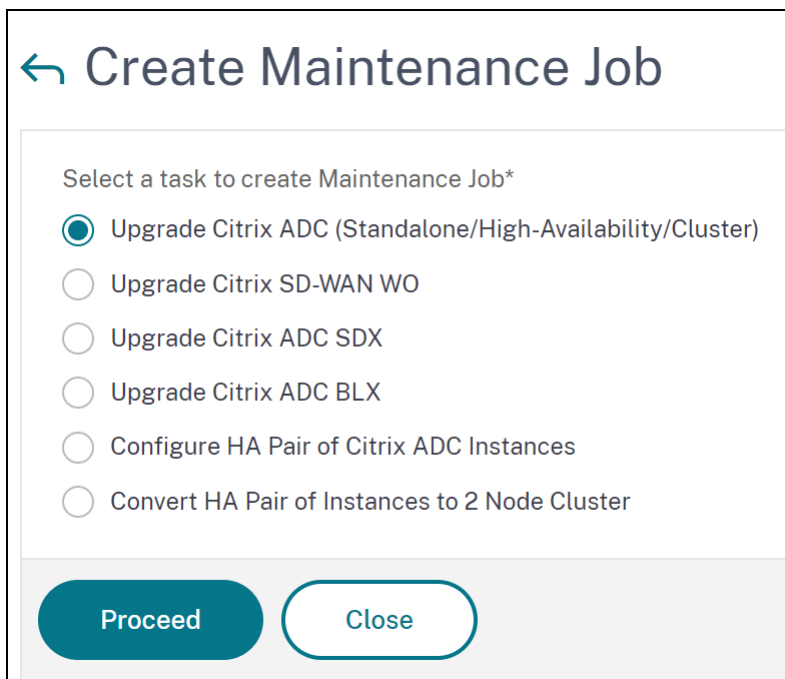 Create Maintenance Job
Select a task to create Maintenance Job*
Upgrade Citrix ADC (Standalone/High-Availability/Cluster)
Upgrade Citrix SD-WAN WO
Upgrade Citrix ADC SDX
Upgrade Citrix ADC BLX
Configure HA Pair of Citrix ADC Instances
Convert HA Pair of Instances to 2 Node Cluster
Proceed Close